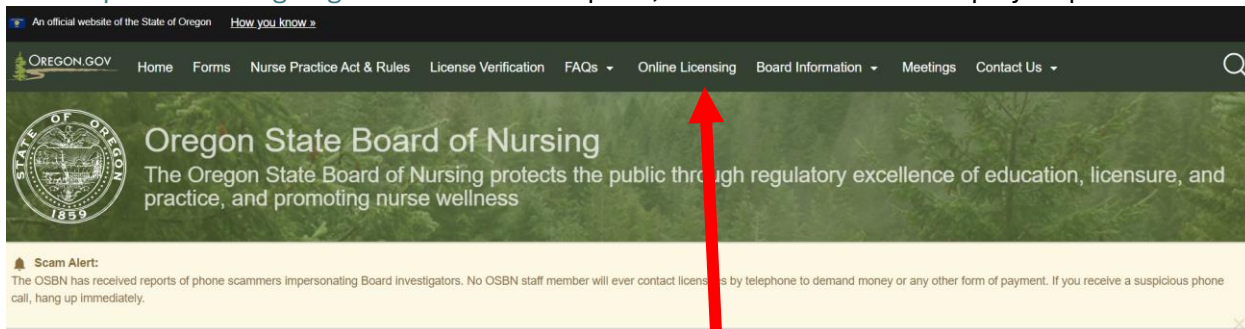 An official website of the State of Oregon How you know »
OREGON.GOV Home Forms Nurse Practice Act & Rules License Verification FAQs Online Licensing Board Information Meetings Contact Us
STATE OF OREGON
1859
Oregon State Board of Nursing
The Oregon State Board of Nursing protects the public through regulatory excellence of education, licensure, and
practice, and promoting nurse wellness
Scam Alert:
The OSBN has received reports of phone scammers impersonating Board investigators. No OSBN staff member will ever contact licensees by telephone to demand money or any other form of payment. If you receive a suspicious phone
call, hang up immediately.